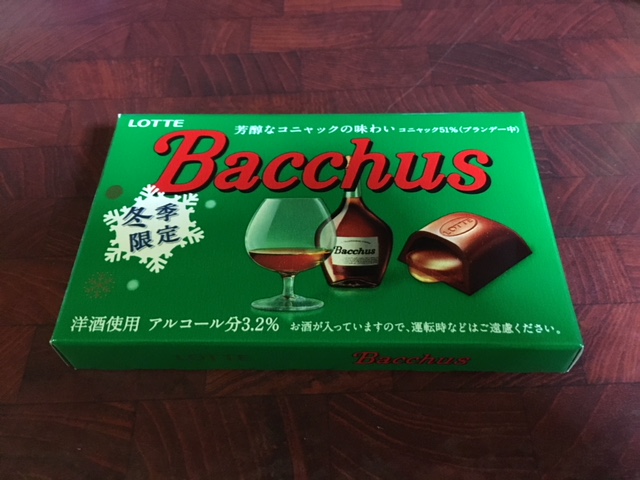 LOTTE
芳醇なコニャックの味わい コニャック51%(ブランデー中)
Bacchus
冬季
限定
Bacchus
LOTTE
洋酒使用 アルコール分3.2% お酒が入っていますので、運転時などはご遠慮ください。
LOTTE
Bacchus